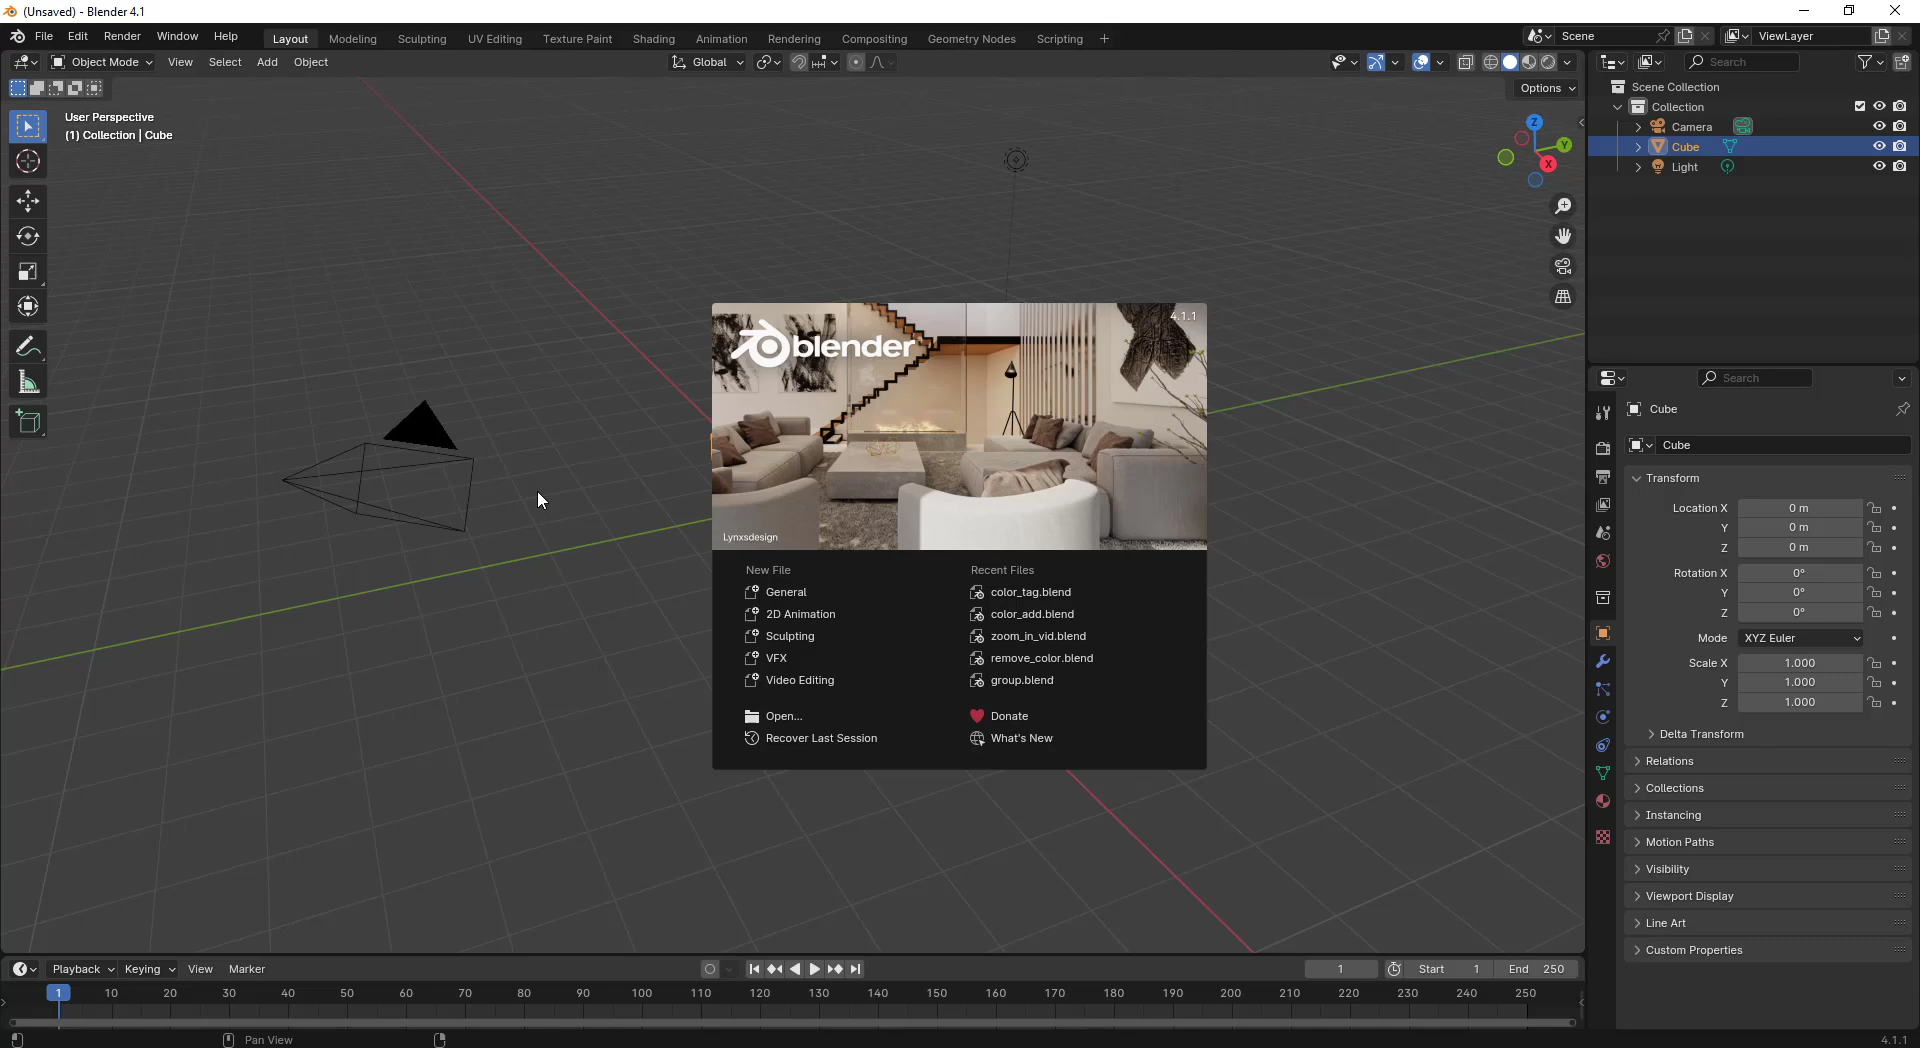 (Unsaved) - Blender 4.1
File Edit Render Window Help Layout Modeling Sculpting UV Editing Texture Paint Shading Animation Rendering Compositing Geometry Nodes Scripting + Scene ViewLayer
Object Mode View Select Add Object Global Search
Options
User Perspective
(1) Collection | Cube
Z
Y
X
Scene Collection
Collection
Camera
Cube
Light
blender
4.1.1
Lynxsdesign
New File
General
2D Animation
Sculpting
VFX
Video Editing
Open...
Recover Last Session
Recent Files
color_tag.blend
color_add.blend
zoom_in_vid.blend
remove_color.blend
group.blend
Donate
What's New
Search
Cube
Cube
Transform
Location X 0 m
Y 0 m
Z 0 m
Rotation X 0°
Y 0°
Z 0°
Mode XYZ Euler
Scale X 1.000
Y 1.000
Z 1.000
Delta Transform
Relations
Collections
Instancing
Motion Paths
Visibility
Viewport Display
Line Art
Custom Properties
Playback Keying View Marker 1 Start 1 End 250
1 10 20 30 40 50 60 70 80 90 100 110 120 130 140 150 160 170 180 190 200 210 220 230 240 250
Pan View 4.1.1